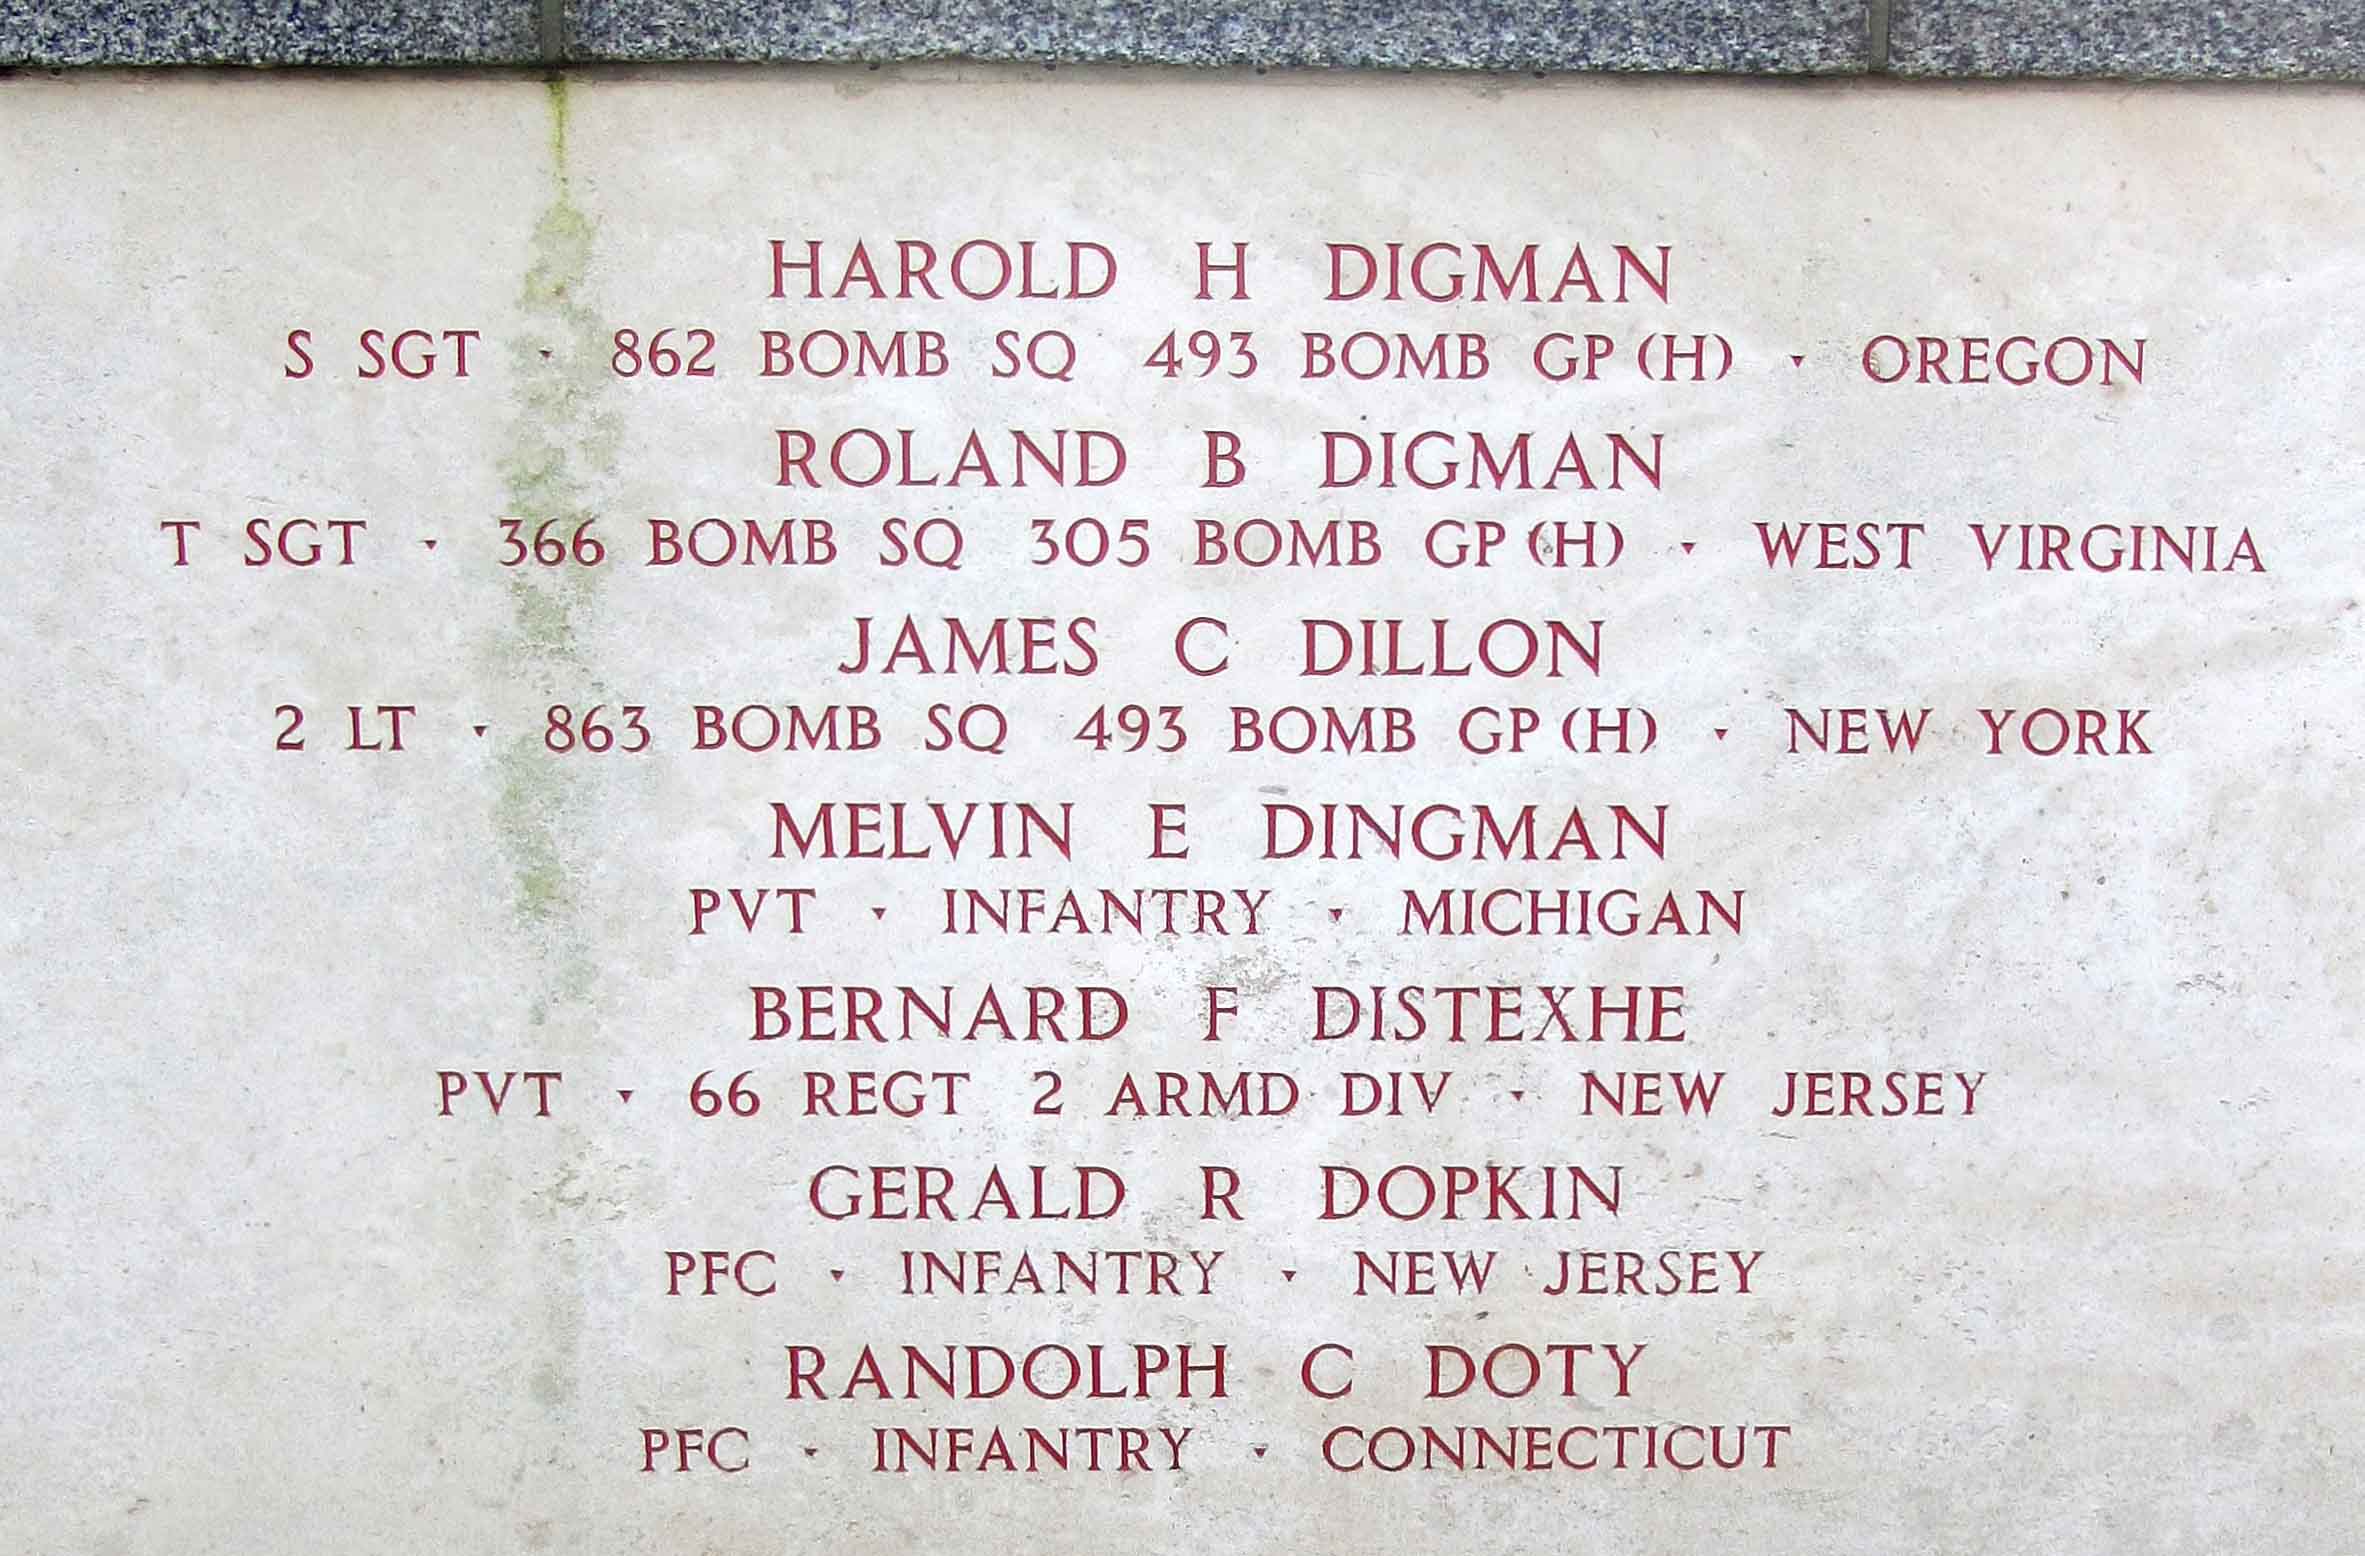 HAROLD H DIGMAN
S SGT · 862 BOMB SQ 493 BOMB GP (H) · OREGON
ROLAND B DIGMAN
T SGT · 366 BOMB SQ 305 BOMB GP (H) · WEST VIRGINIA
JAMES C DILLON
2 LT · 863 BOMB SQ 493 BOMB GP (H) · NEW YORK
MELVIN E DINGMAN
PVT · INFANTRY · MICHIGAN
BERNARD F DISTEXHE
PVT · 66 REGT 2 ARMD DIV · NEW JERSEY
GERALD R DOPKIN
PFC · INFANTRY · NEW JERSEY
RANDOLPH C DOTY
PFC · INFANTRY · CONNECTICUT